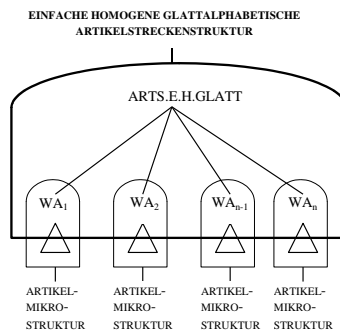 EINFACHE HOMOGENE GLATTALPHABETISCHE
ARTIKELSTRECKENSTRUKTUR
ARTS.E.H.GLATT
WA₁ WA₂ WAₙ₋₁ WAₙ
ARTIKEL- ARTIKEL- ARTIKEL- ARTIKEL-
MIKRO- MIKRO- MIKRO- MIKRO-
STRUKTUR STRUKTUR STRUKTUR STRUKTUR